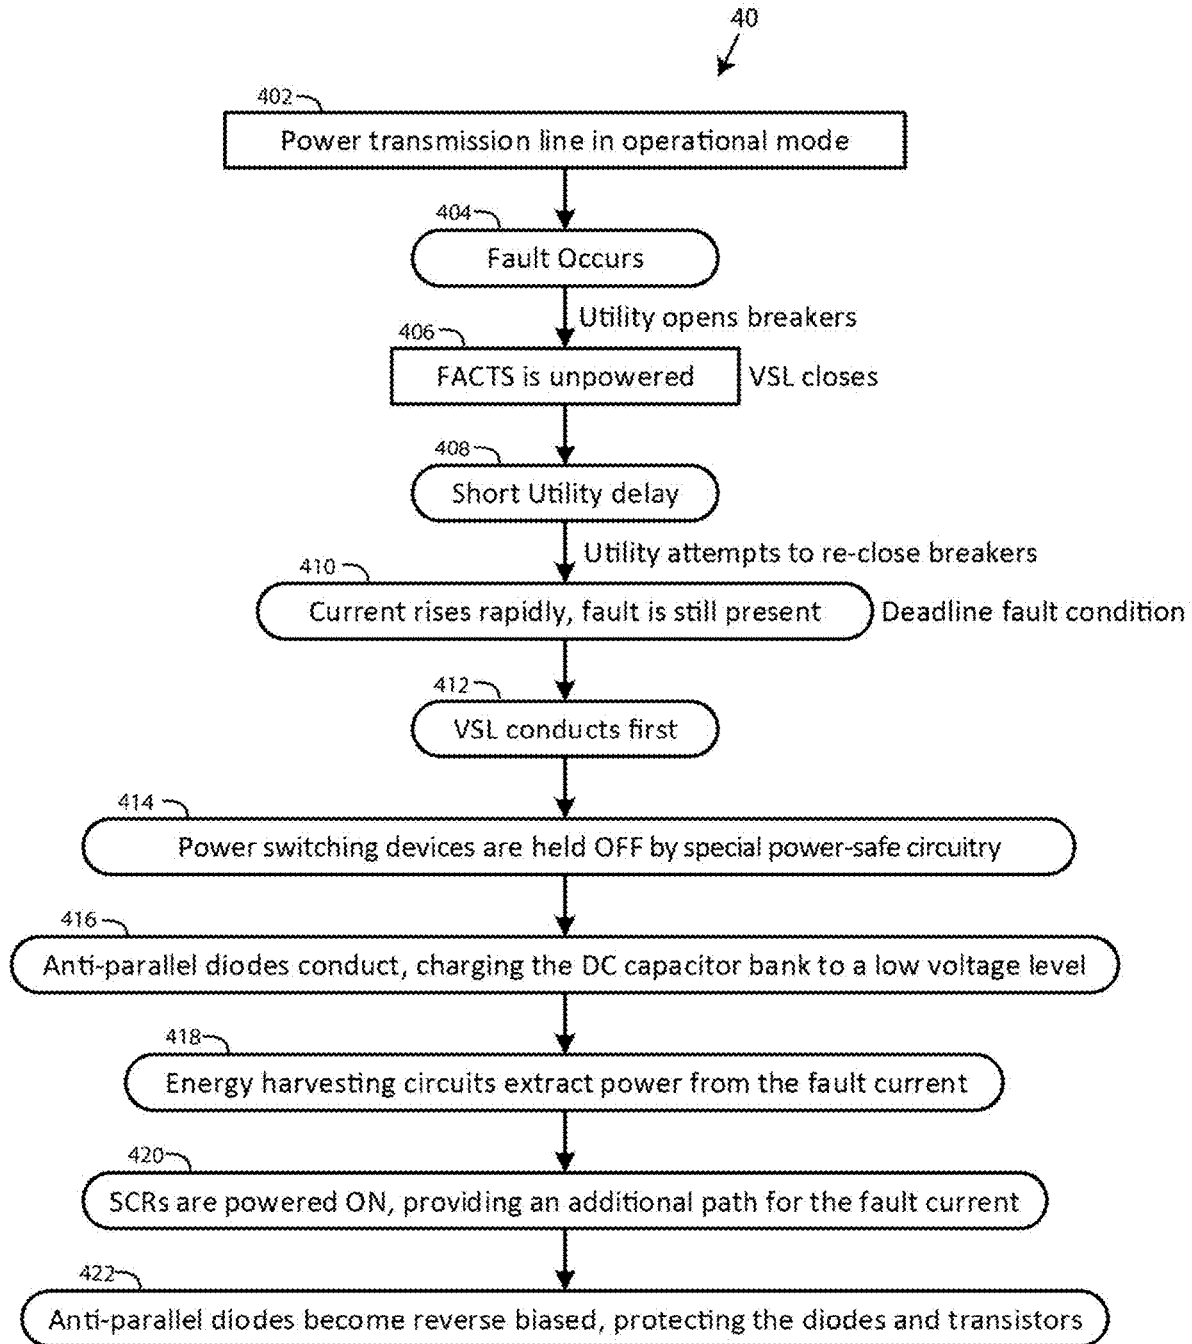 40
402
Power transmission line in operational mode
404
Fault Occurs
Utility opens breakers
406
FACTS is unpowered
VSL closes
408
Short Utility delay
Utility attempts to re-close breakers
410
Current rises rapidly, fault is still present
Deadline fault condition
412
VSL conducts first
414
Power switching devices are held OFF by special power-safe circuitry
416
Anti-parallel diodes conduct, charging the DC capacitor bank to a low voltage level
418
Energy harvesting circuits extract power from the fault current
420
SCRs are powered ON, providing an additional path for the fault current
422
Anti-parallel diodes become reverse biased, protecting the diodes and transistors